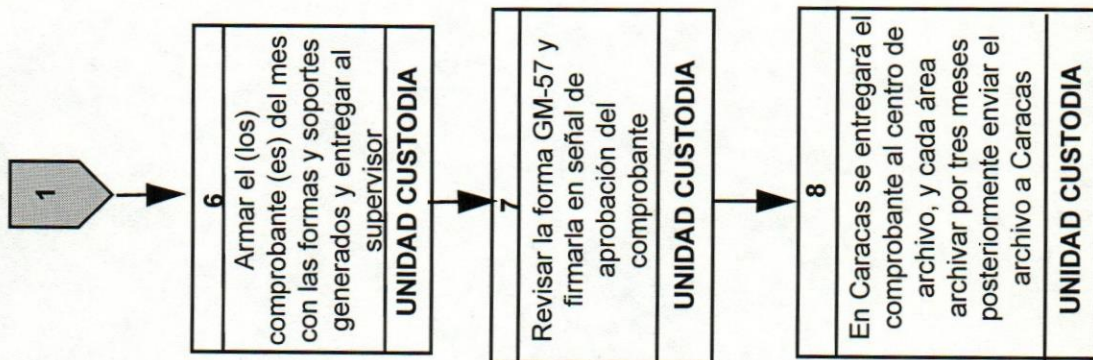 1
6
Armar el (los)
comprobante (es) del mes
con las formas y soportes
generados y entregar al
supervisor
UNIDAD CUSTODIA
7
Revisar la forma GM-57 y
firmarla en señal de
aprobación del
comprobante
UNIDAD CUSTODIA
8
En Caracas se entregará el
comprobante al centro de
archivo, y cada área
archivar por tres meses
posteriormente enviar el
archivo a Caracas
UNIDAD CUSTODIA